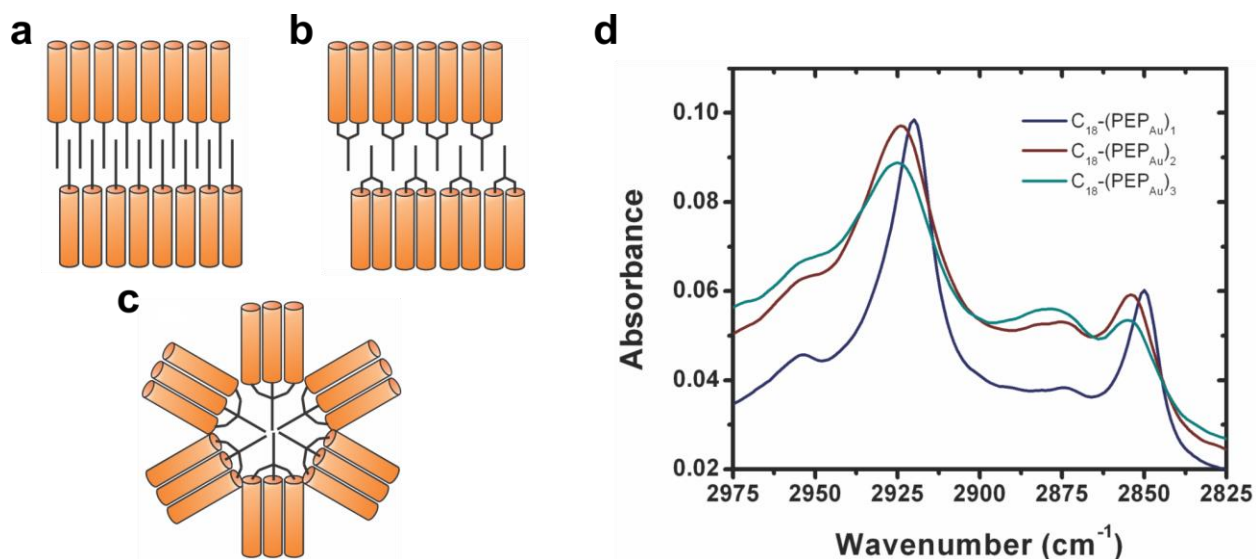 a
b
c
d
C18-(PEPAu)1
C18-(PEPAu)2
C18-(PEPAu)3
Absorbance
0.10
0.08
0.06
0.04
0.02
2975 2950 2925 2900 2875 2850 2825
Wavenumber (cm-1)